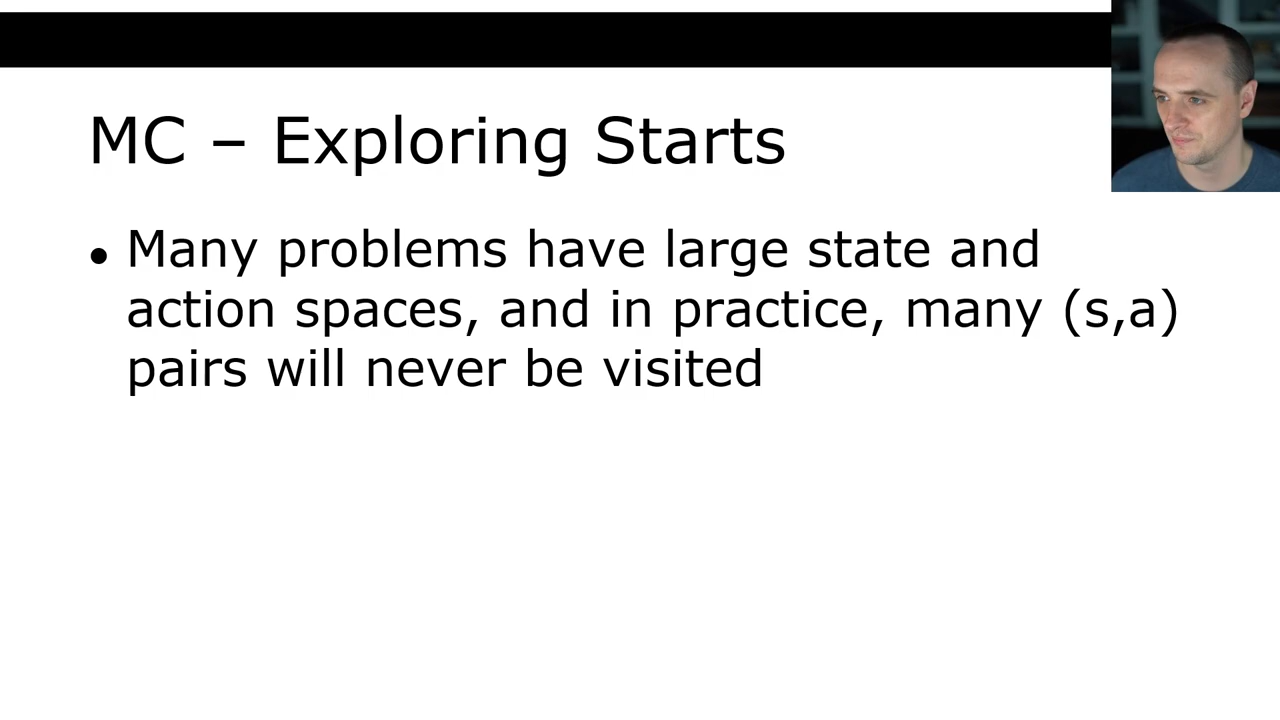 MC – Exploring Starts
• Many problems have large state and
action spaces, and in practice, many (s,a)
pairs will never be visited